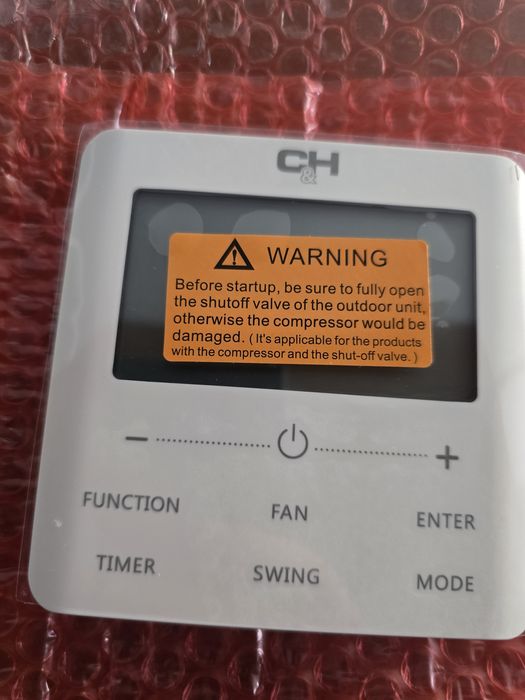 C&H
WARNING
Before startup, be sure to fully open
the shutoff valve of the outdoor unit,
otherwise the compressor would be
damaged. ( It's applicable for the products
with the compressor and the shut-off valve. )
FUNCTION FAN ENTER
TIMER SWING MODE